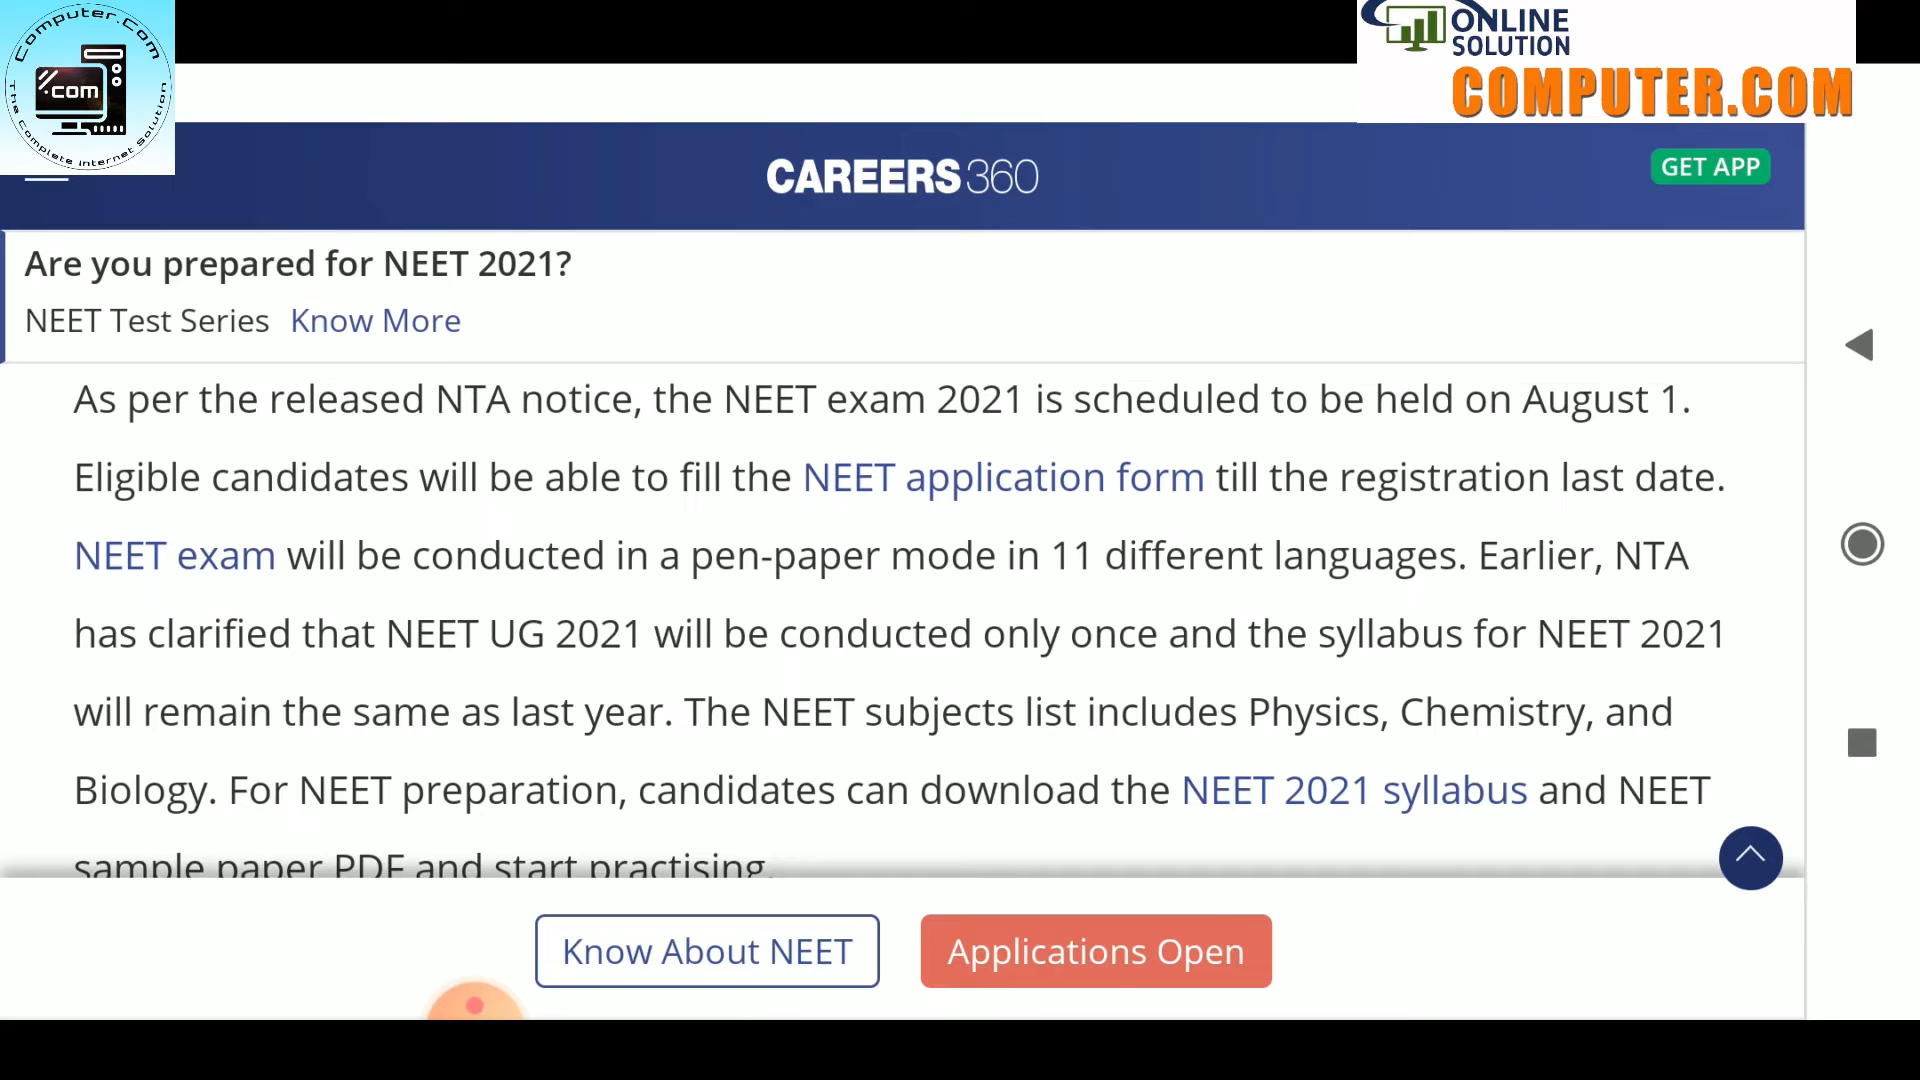 Computer.Com
.com
The Complete Internet Solution
ONLINE
SOLUTION
COMPUTER.COM
CAREERS360
GET APP
Are you prepared for NEET 2021?
NEET Test Series Know More
As per the released NTA notice, the NEET exam 2021 is scheduled to be held on August 1.
Eligible candidates will be able to fill the NEET application form till the registration last date.
NEET exam will be conducted in a pen-paper mode in 11 different languages. Earlier, NTA
has clarified that NEET UG 2021 will be conducted only once and the syllabus for NEET 2021
will remain the same as last year. The NEET subjects list includes Physics, Chemistry, and
Biology. For NEET preparation, candidates can download the NEET 2021 syllabus and NEET
sample paper PDF and start practising.
Know About NEET
Applications Open